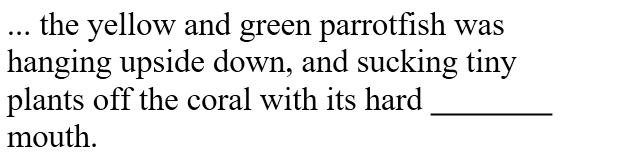 ... the yellow and green parrotfish was
hanging upside down, and sucking tiny
plants off the coral with its hard ________
mouth.